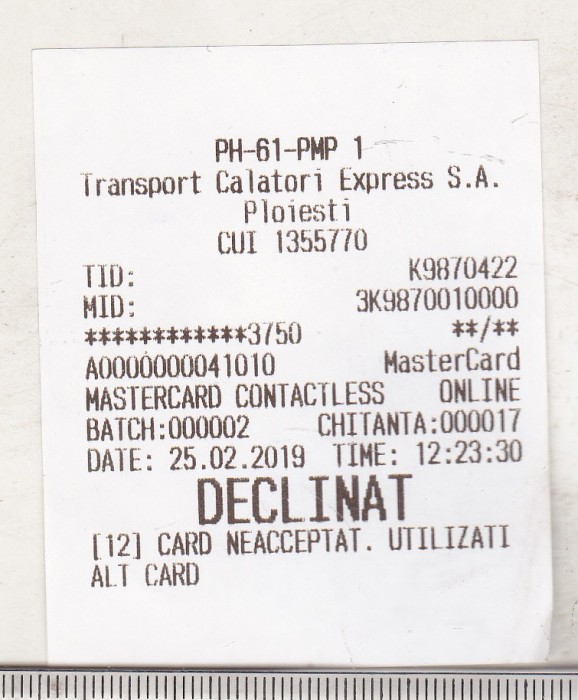 PH-61-PMP 1
Transport Calatori Express S.A.
Ploiesti
CUI 1355770
TID: K9870422
MID: 3K9870010000
************3750 **/**
A0000000041010 MasterCard
MASTERCARD CONTACTLESS ONLINE
BATCH:000002 CHITANTA:000017
DATE: 25.02.2019 TIME: 12:23:30
DECLINAT
[12] CARD NEACCEPTAT. UTILIZATI
ALT CARD